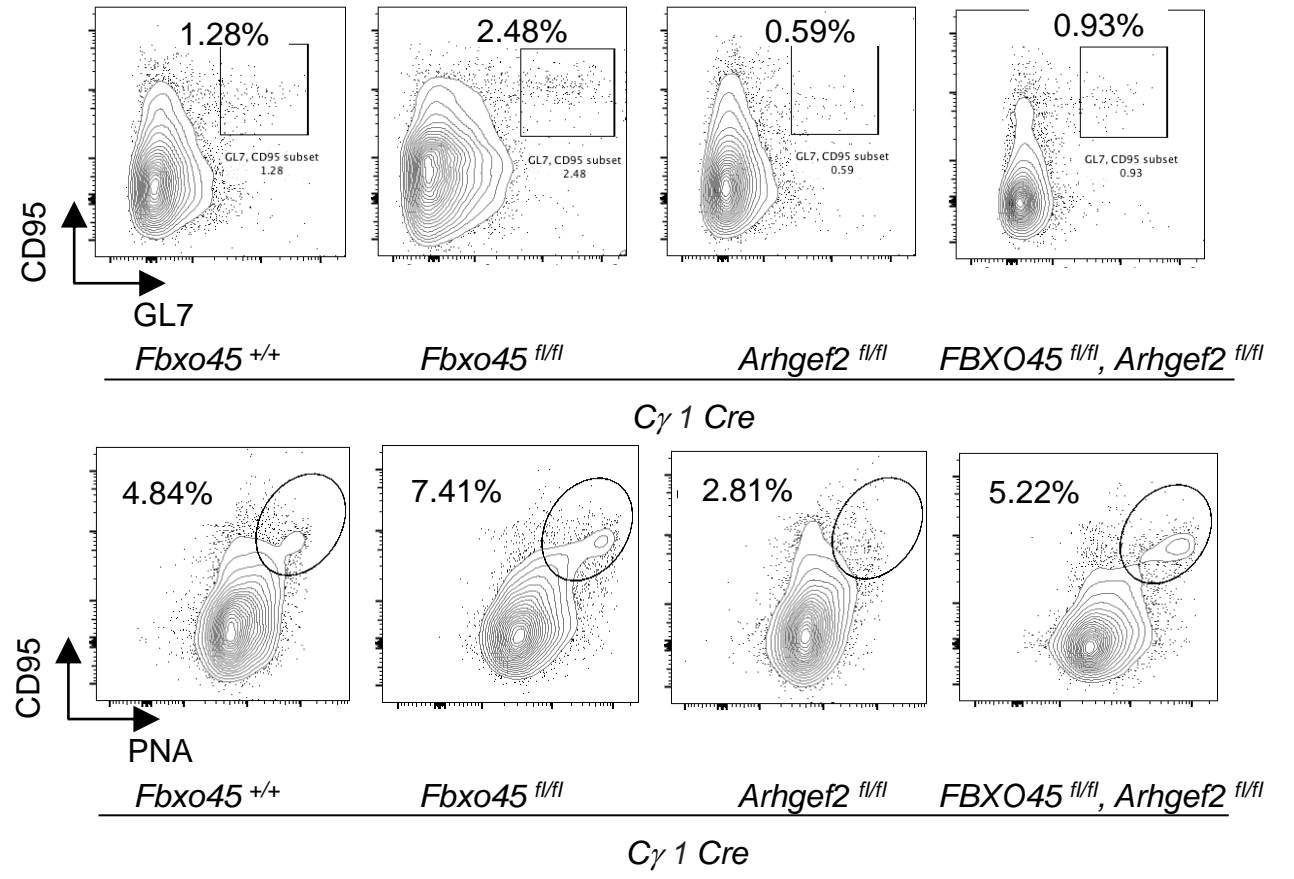 1.28% 2.48% 0.59% 0.93%
GL7, CD95 subset
1.28
GL7, CD95 subset
2.48
GL7, CD95 subset
0.59
GL7, CD95 subset
0.93
CD95
GL7
Fbxo45 +/+ Fbxo45 fl/fl Arhgef2 fl/fl FBXO45 fl/fl, Arhgef2 fl/fl
Cγ 1 Cre
4.84% 7.41% 2.81% 5.22%
CD95
PNA
Fbxo45 +/+ Fbxo45 fl/fl Arhgef2 fl/fl FBXO45 fl/fl, Arhgef2 fl/fl
Cγ 1 Cre